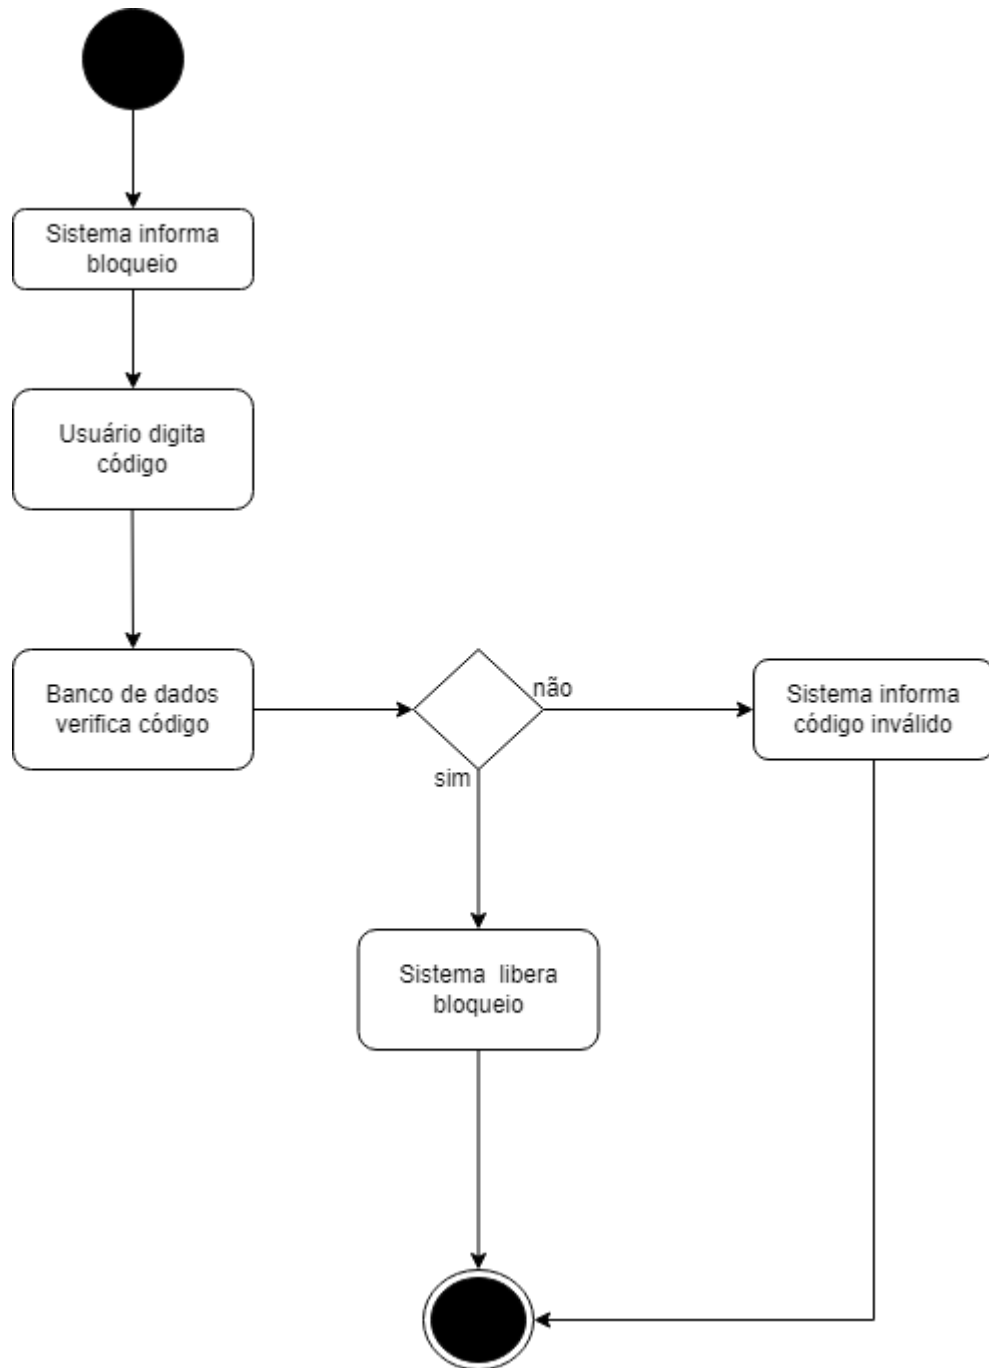 Sistema informa
bloqueio
Usuário digita
código
Banco de dados
verifica código
não
sim
Sistema informa
código inválido
Sistema  libera
bloqueio